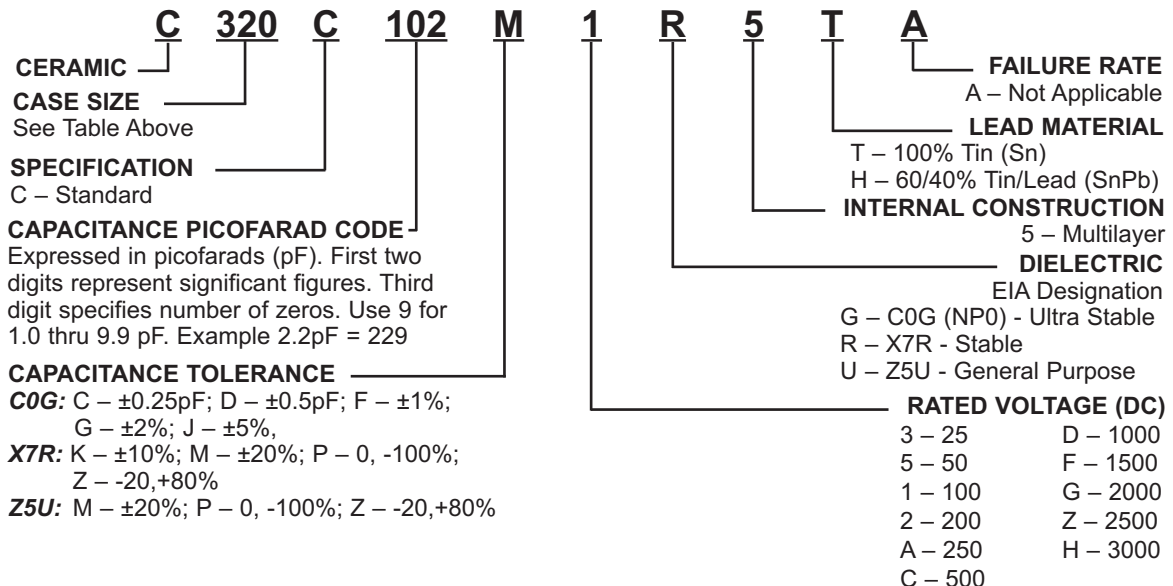 C 320 C 102 M 1 R 5 T A
CERAMIC
CASE SIZE
See Table Above
SPECIFICATION
C – Standard
CAPACITANCE PICOFARAD CODE
Expressed in picofarads (pF). First two
digits represent significant figures. Third
digit specifies number of zeros. Use 9 for
1.0 thru 9.9 pF. Example 2.2pF = 229
CAPACITANCE TOLERANCE
C0G: C – ±0.25pF; D – ±0.5pF; F – ±1%;
G – ±2%; J – ±5%,
X7R: K – ±10%; M – ±20%; P – 0, -100%;
Z – -20,+80%
Z5U: M – ±20%; P – 0, -100%; Z – -20,+80%
FAILURE RATE
A – Not Applicable
LEAD MATERIAL
T – 100% Tin (Sn)
H – 60/40% Tin/Lead (SnPb)
INTERNAL CONSTRUCTION
5 – Multilayer
DIELECTRIC
EIA Designation
G – C0G (NP0) - Ultra Stable
R – X7R - Stable
U – Z5U - General Purpose
RATED VOLTAGE (DC)
3 – 25 D – 1000
5 – 50 F – 1500
1 – 100 G – 2000
2 – 200 Z – 2500
A – 250 H – 3000
C – 500